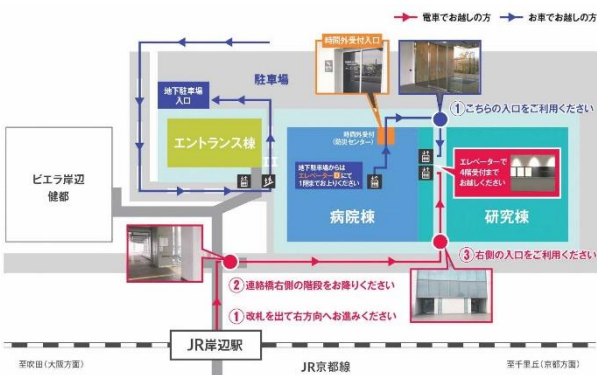 電車でお越しの方
お車でお越しの方
時間外受付入口
駐車場
地下駐車場
入口
①こちらの入口をご利用ください
エントランス棟
時間外受付
(防災センター)
エレベーターで
4階受付まで
お越しください
地下駐車場からは
エレベーターにて
1階までお上りください
ビエラ岸辺
健都
病院棟
研究棟
③右側の入口をご利用ください
②連絡橋右側の階段をお降りください
①改札を出て右方向へお進みください
JR岸辺駅
至吹田(大阪方面)
JR京都線
至千里丘(京都方面)